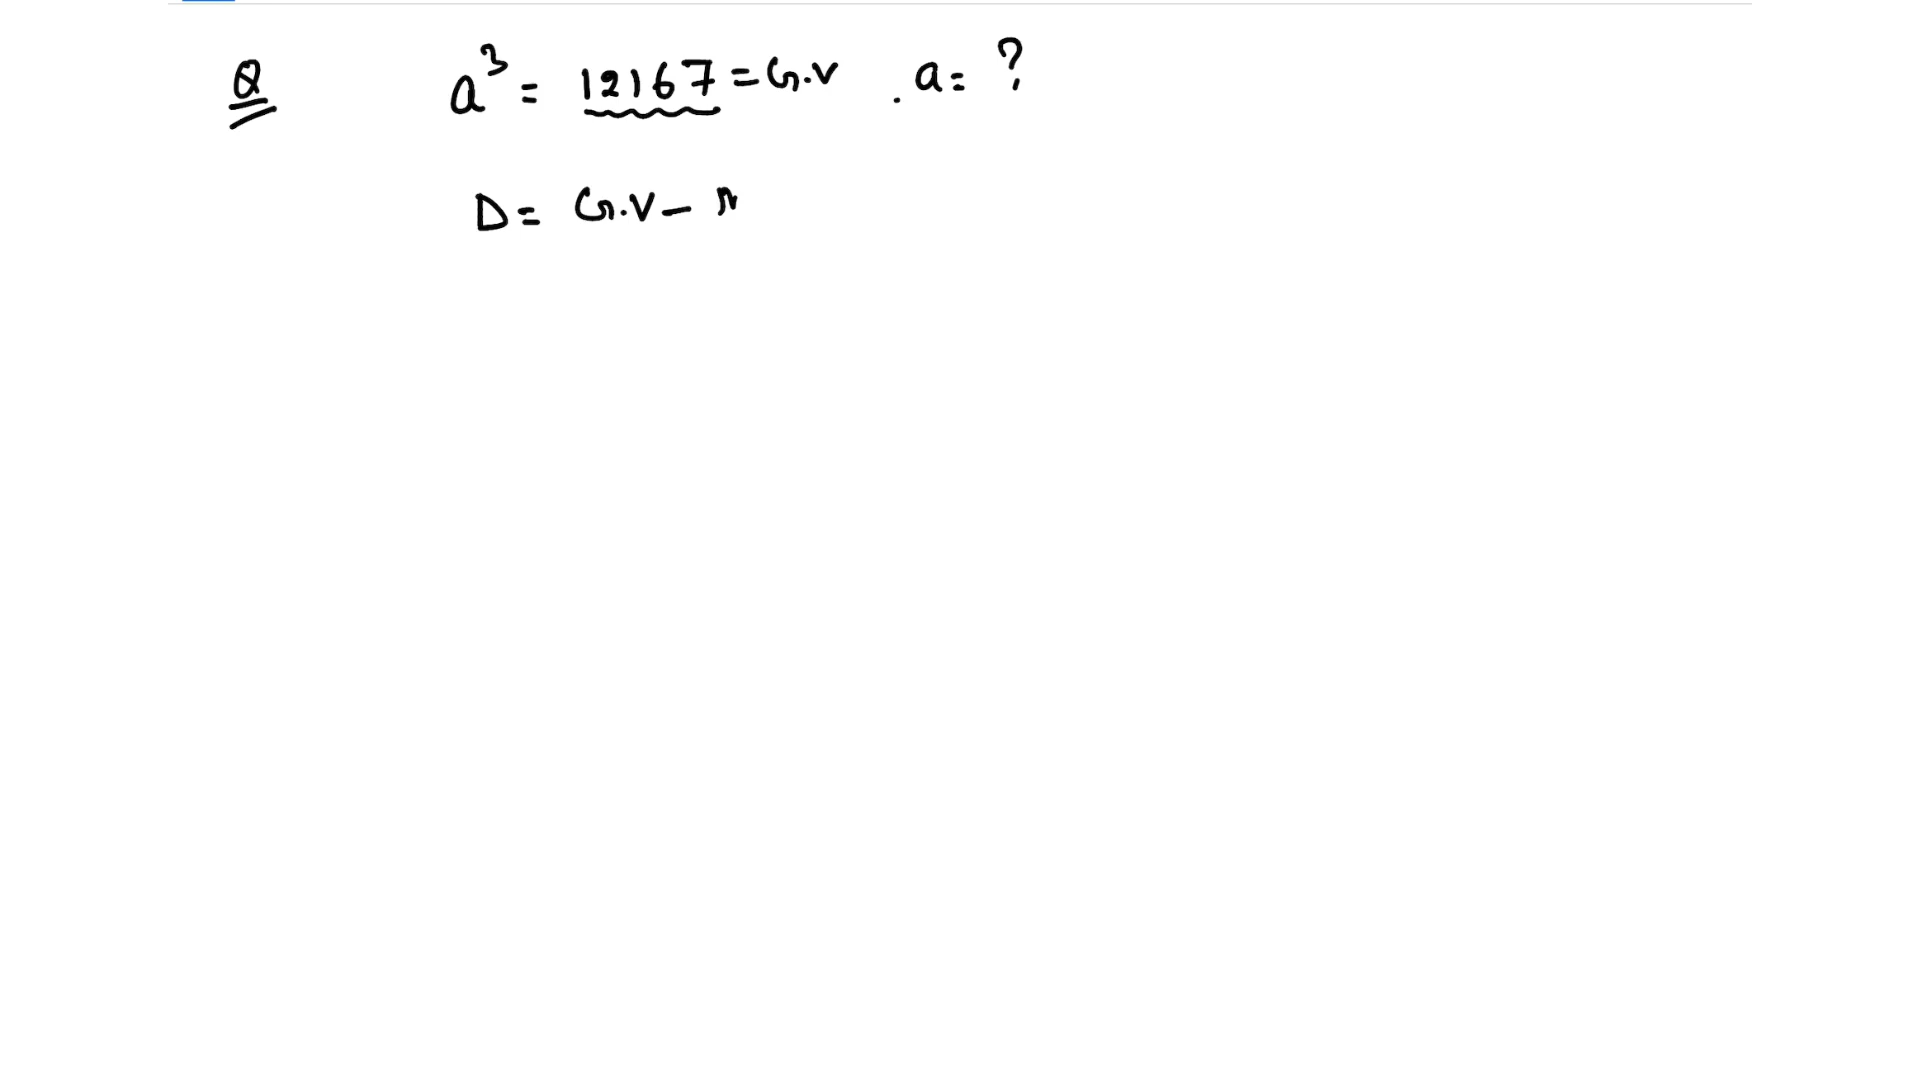 Q a³ = 12167 = G.V . a = ?
D = G.V -